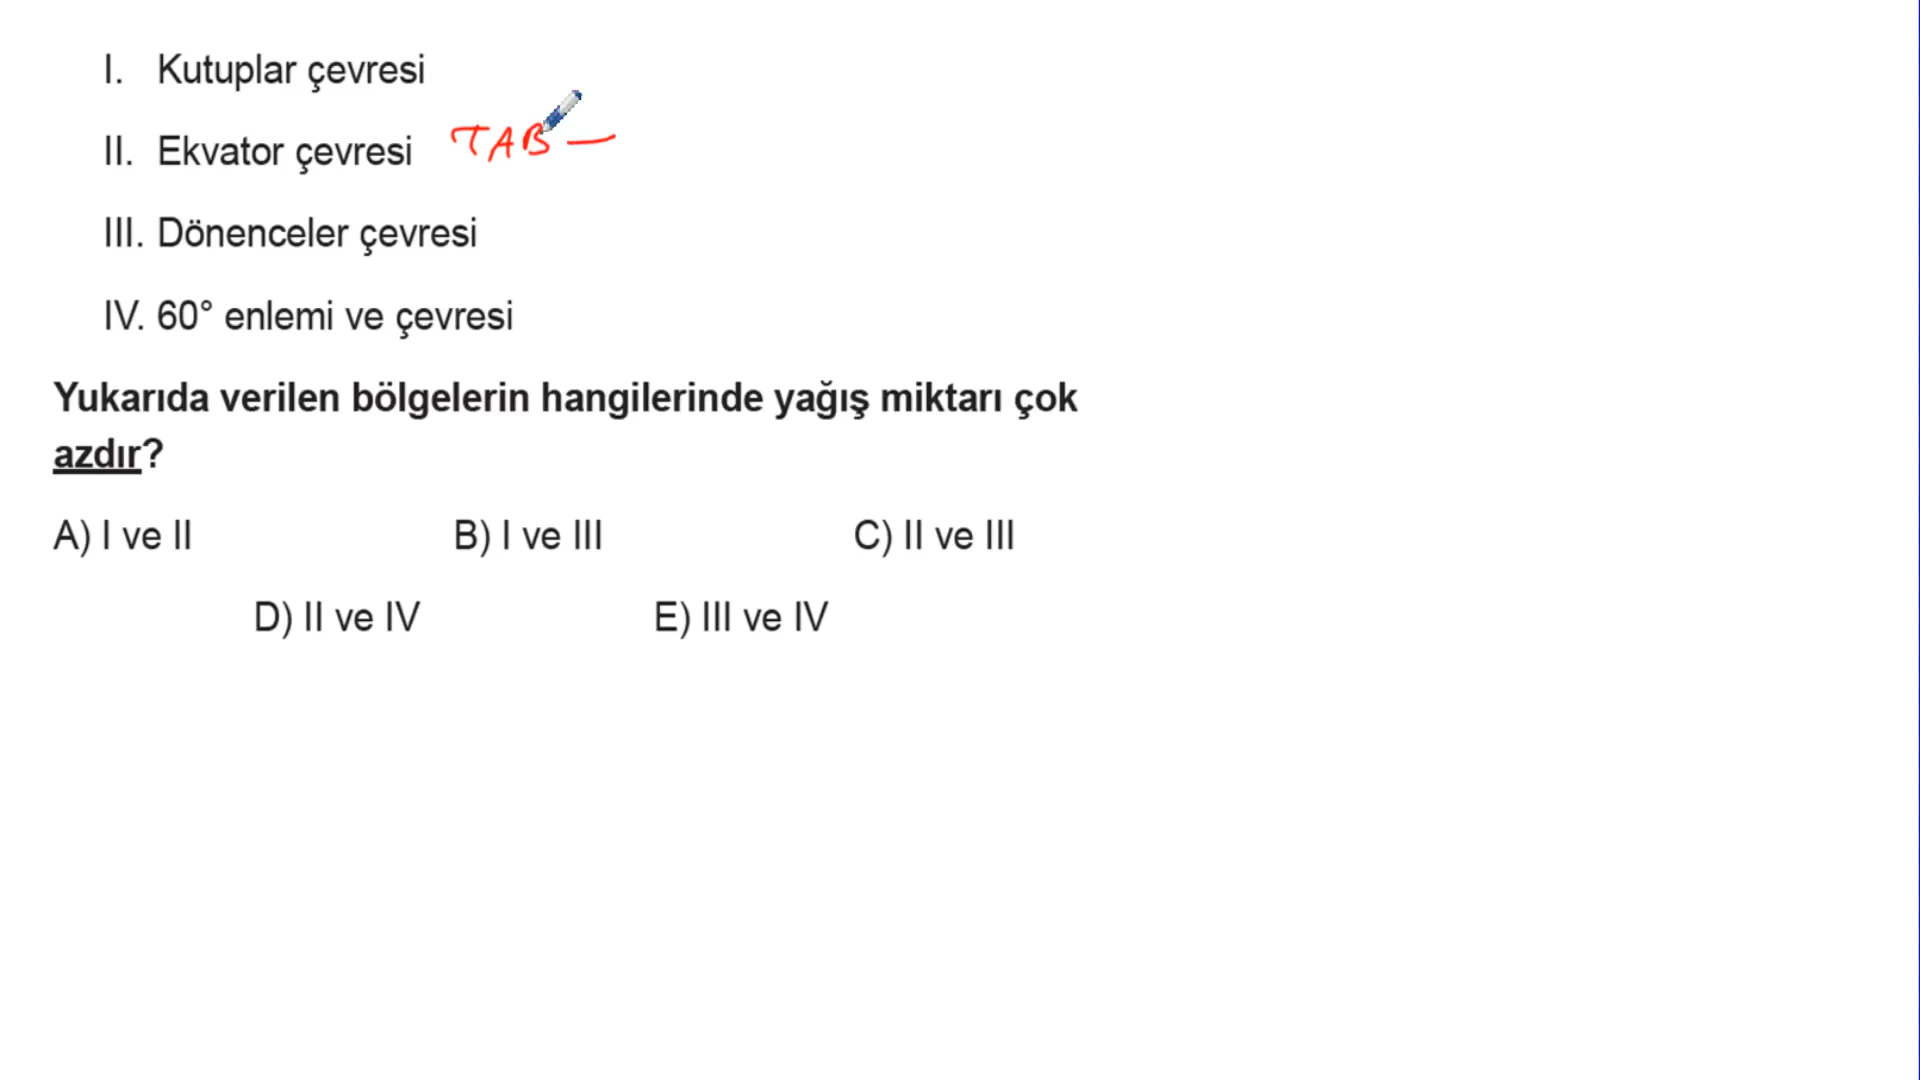 I. Kutuplar çevresi
II. Ekvator çevresi TAB —
III. Dönenceler çevresi
IV. 60° enlemi ve çevresi
Yukarıda verilen bölgelerin hangilerinde yağış miktarı çok
azdır?
A) I ve II B) I ve III C) II ve III
D) II ve IV E) III ve IV